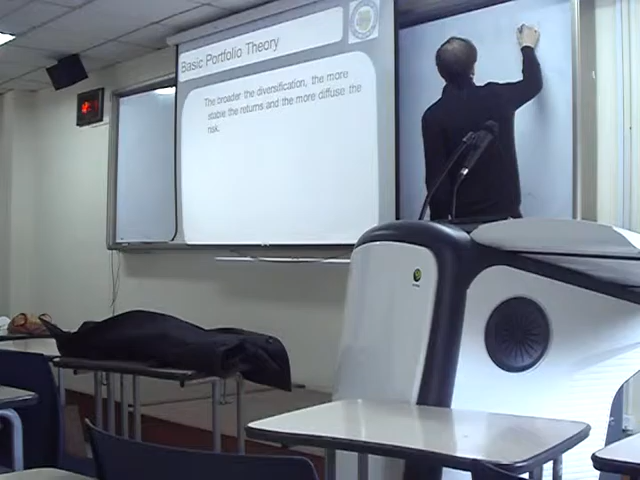 Basic Portfolio Theory
The broader the diversification, the more
stable the returns and the more diffuse the
risk.